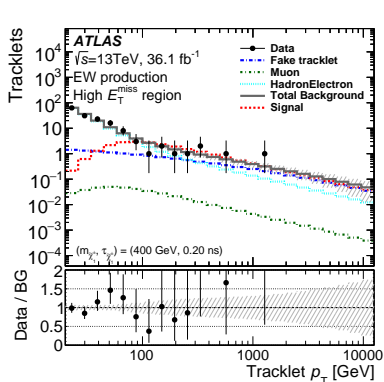 ATLAS
√s=13TeV, 36.1 fb⁻¹
EW production
High E_T^miss region
Data
Fake tracklet
Muon
HadronElectron
Total Background
Signal
Tracklets
10⁴
10³
10²
10
1
10⁻¹
10⁻²
10⁻³
10⁻⁴
(m_χ̃₁±, τ_χ̃₁±) = (400 GeV, 0.20 ns)
Data / BG
2
1.5
1
0.5
0
100
1000
10000
Tracklet p_T [GeV]